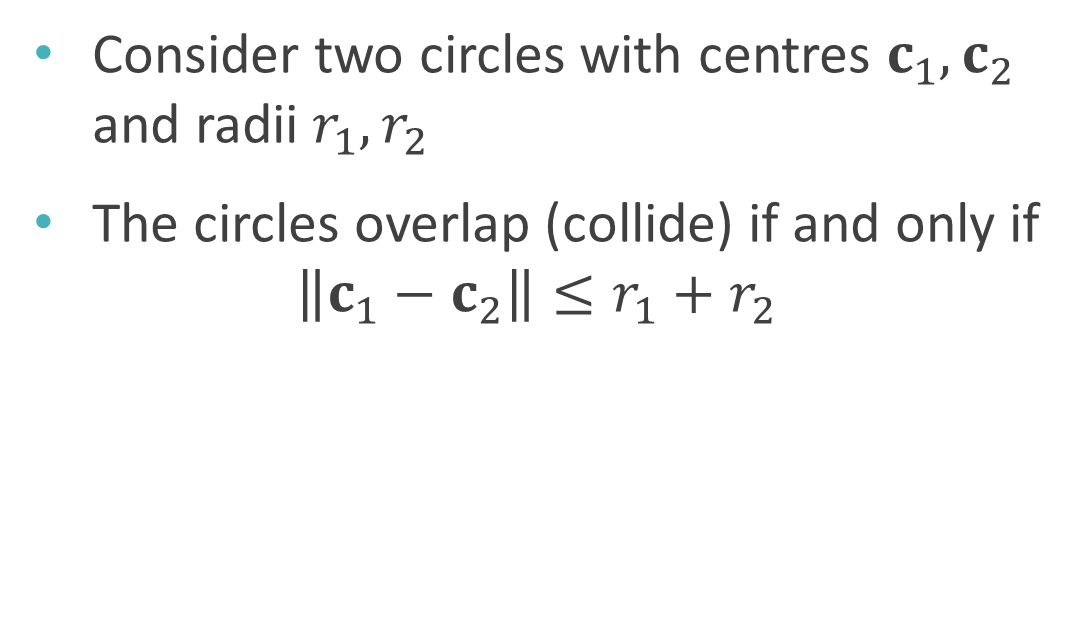 • Consider two circles with centres 𝐜₁, 𝐜₂
and radii 𝑟₁, 𝑟₂
• The circles overlap (collide) if and only if
‖𝐜₁ − 𝐜₂‖ ≤ 𝑟₁ + 𝑟₂